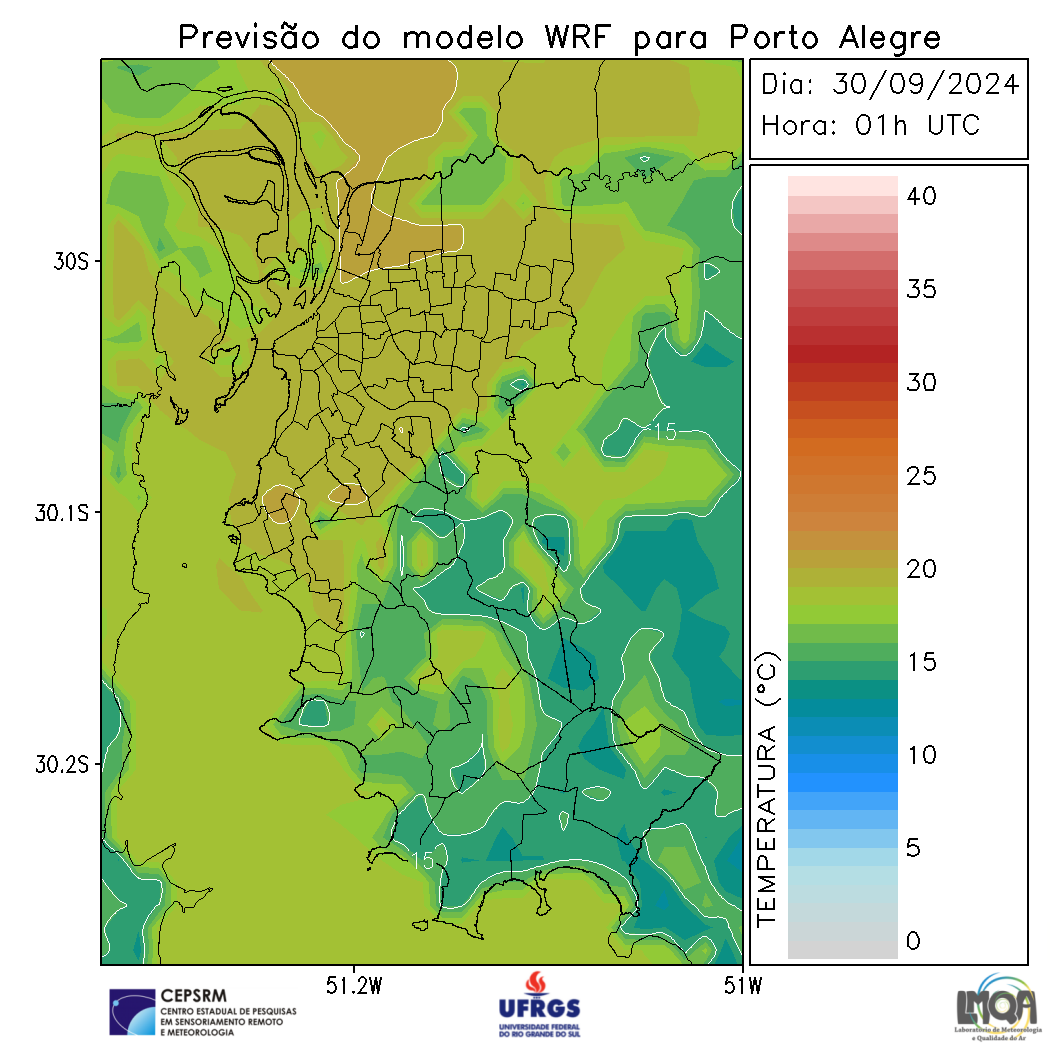 Previsão do modelo WRF para Porto Alegre
Dia: 30/09/2024
Hora: 01h UTC
30S
30.1S
30.2S
51.2W
51W
15
15
TEMPERATURA (°C)
40
35
30
25
20
15
10
5
0
CEPSRM
CENTRO ESTADUAL DE PESQUISAS
EM SENSORIAMENTO REMOTO
E METEOROLOGIA
UFRGS
UNIVERSIDADE FEDERAL
DO RIO GRANDE DO SUL
LMQA
Laboratório de Meteorologia
e Qualidade do Ar